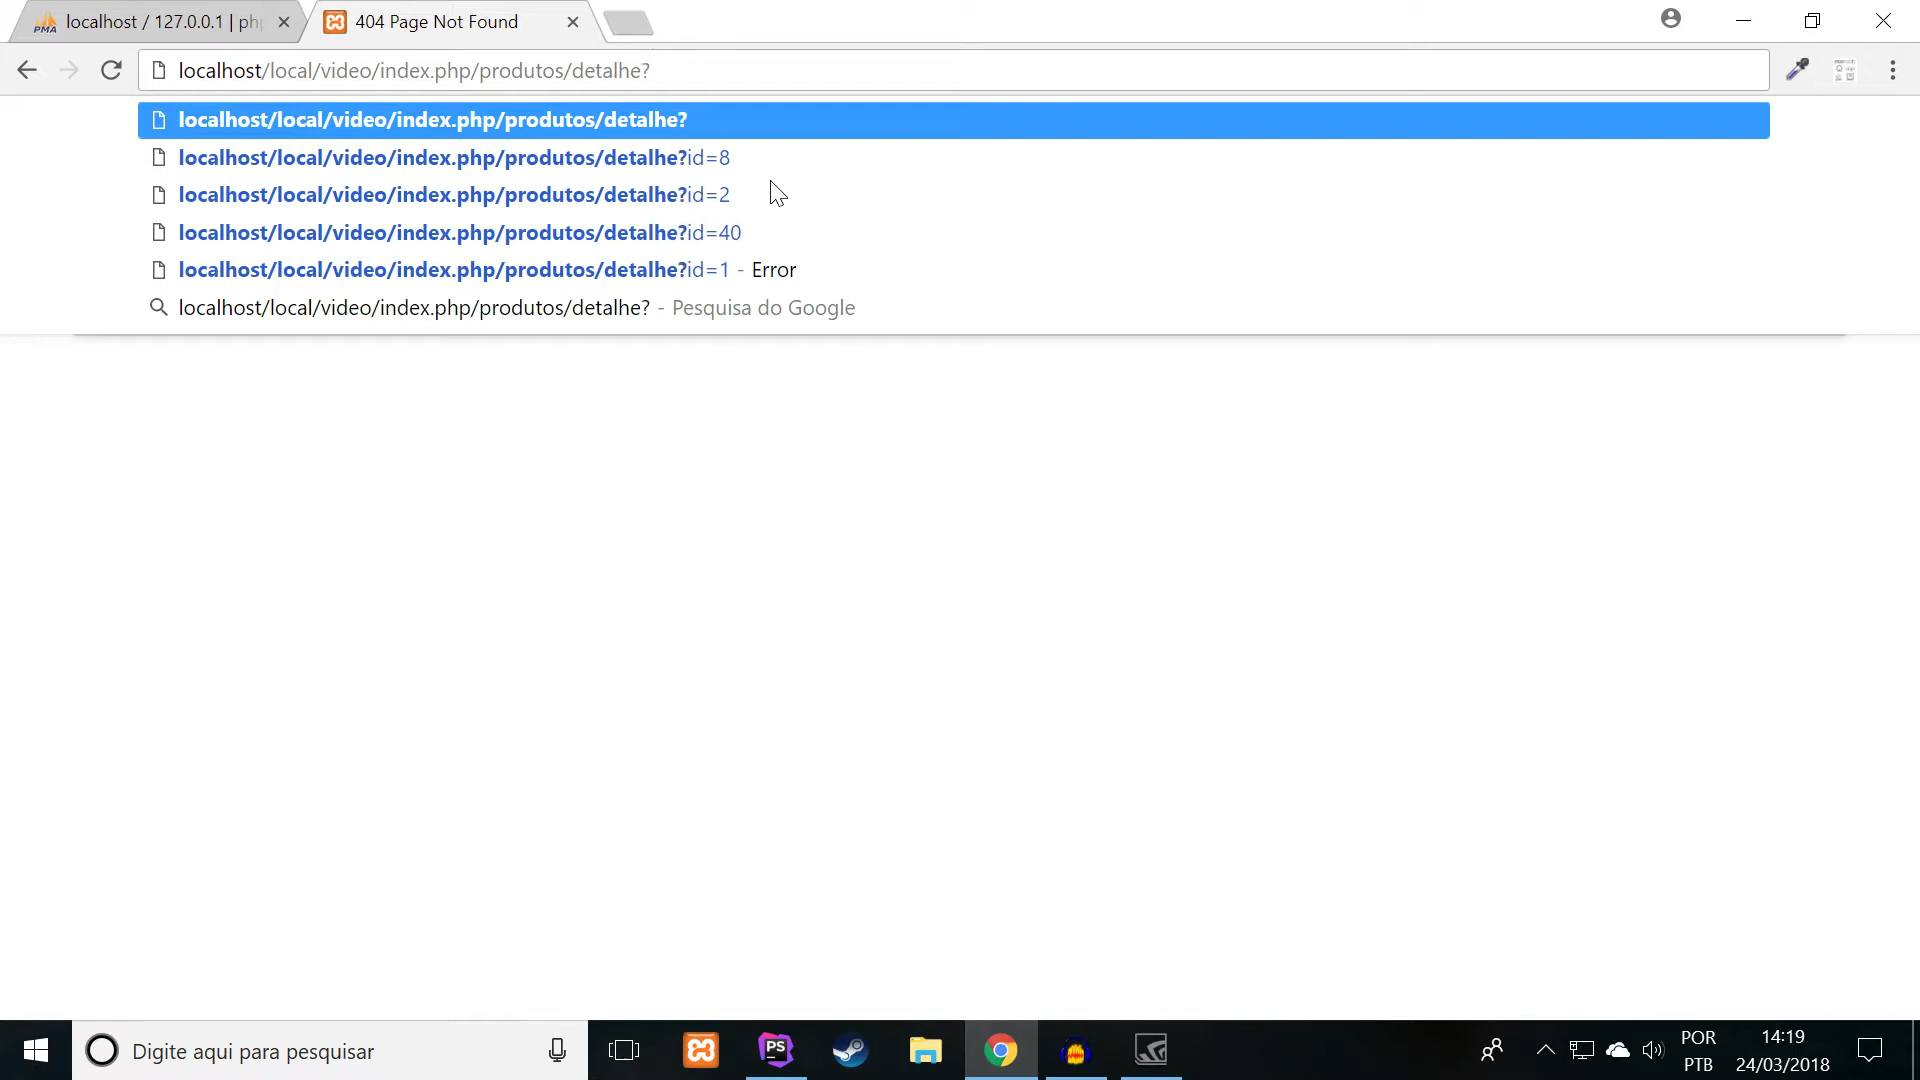 localhost / 127.0.0.1 | php
404 Page Not Found
localhost/local/video/index.php/produtos/detalhe?
localhost/local/video/index.php/produtos/detalhe?
localhost/local/video/index.php/produtos/detalhe?id=8
localhost/local/video/index.php/produtos/detalhe?id=2
localhost/local/video/index.php/produtos/detalhe?id=40
localhost/local/video/index.php/produtos/detalhe?id=1 - Error
localhost/local/video/index.php/produtos/detalhe? - Pesquisa do Google
Digite aqui para pesquisar
PS
POR
PTB
14:19
24/03/2018